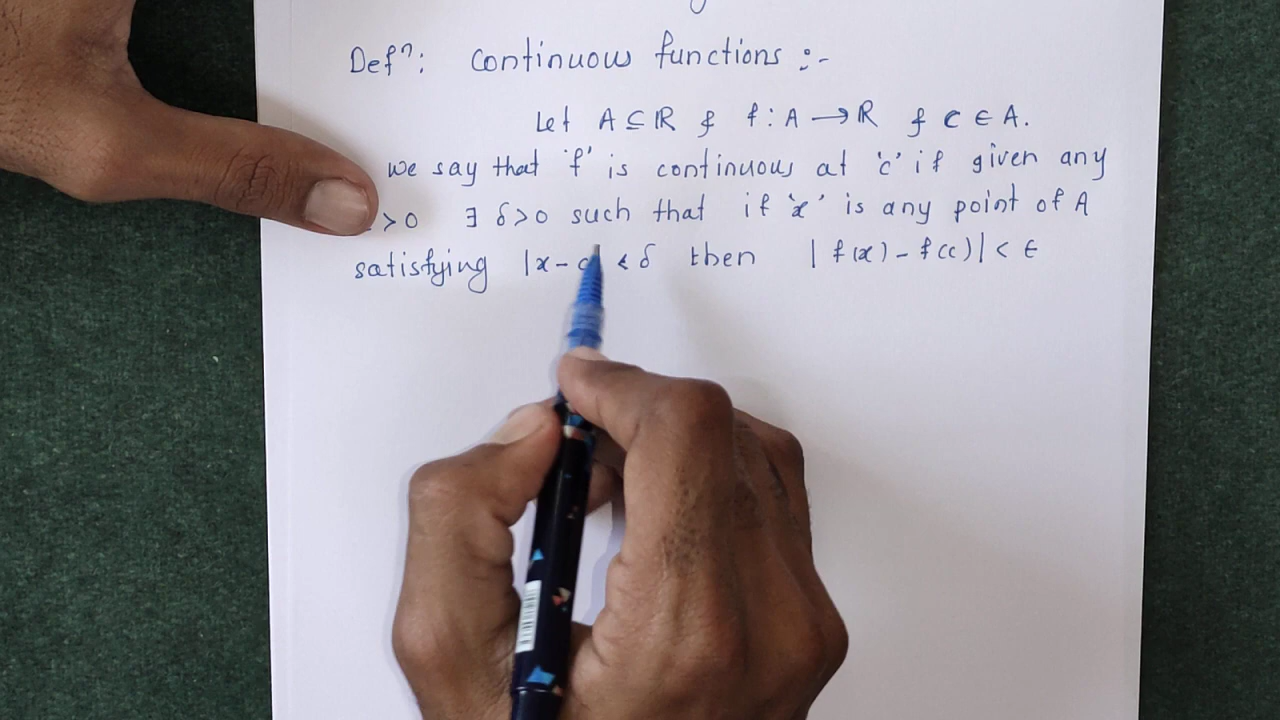 Defⁿ: Continuous functions :-
Let A ⊆ ℝ & f : A → ℝ & c ∈ A.
we say that 'f' is continuous at 'c' if given any
> 0 ∃ δ > 0 such that if 'x' is any point of A
satisfying |x - c| < δ then | f(x) - f(c) | < ε